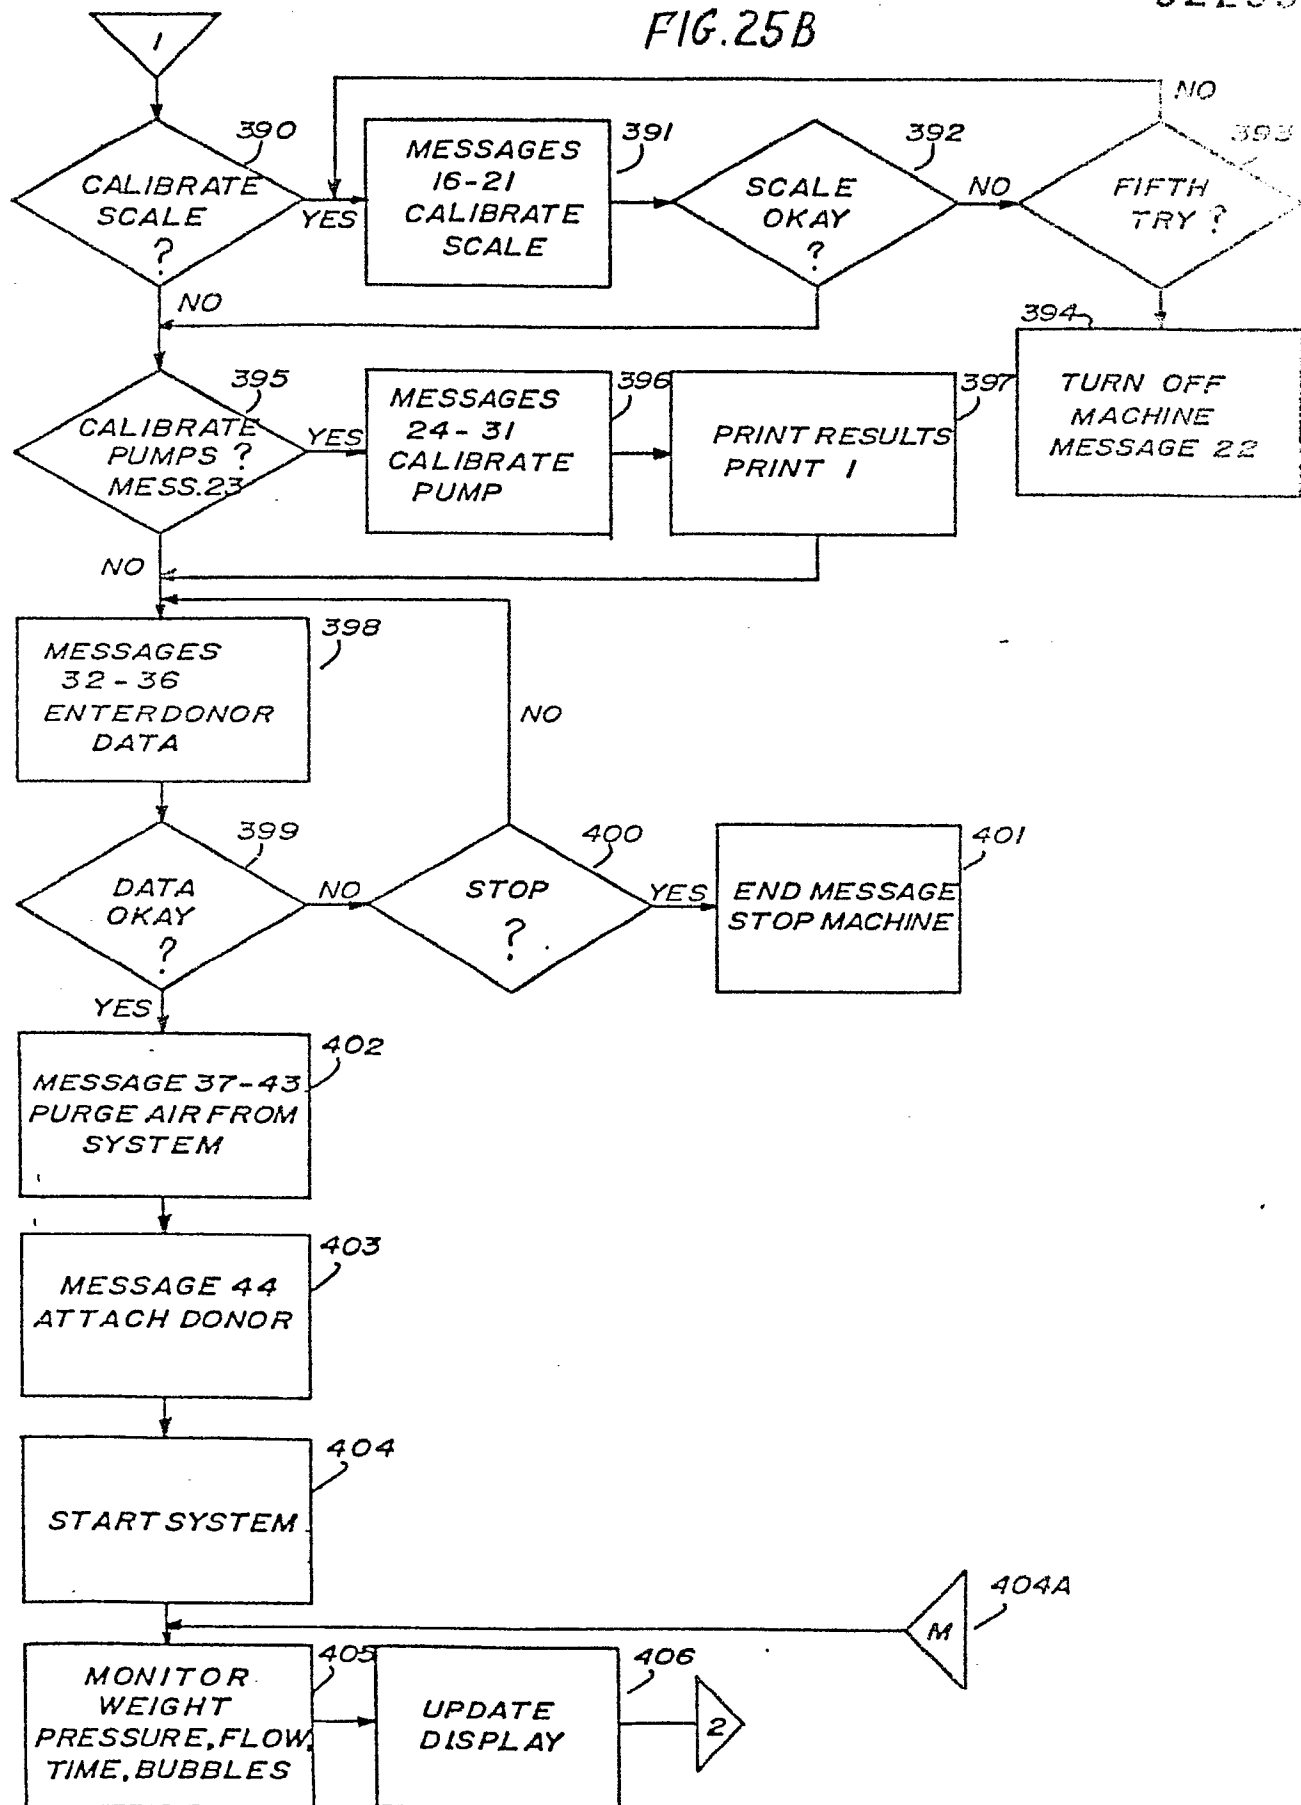 FIG.25B
1
390
CALIBRATE
SCALE
?
YES
NO
391
MESSAGES
16-21
CALIBRATE
SCALE
392
SCALE
OKAY
?
NO
393
FIFTH
TRY ?
NO
394
TURN OFF
MACHINE
MESSAGE 22
395
CALIBRATE
PUMPS ?
MESS.23
YES
NO
396
MESSAGES
24-31
CALIBRATE
PUMP
397
PRINT RESULTS
PRINT 1
398
MESSAGES
32-36
ENTER DONOR
DATA
399
DATA
OKAY
?
NO
YES
400
STOP
?
NO
YES
401
END MESSAGE
STOP MACHINE
402
MESSAGE 37-43
PURGE AIR FROM
SYSTEM
403
MESSAGE 44
ATTACH DONOR
404
START SYSTEM
M
404A
405
MONITOR
WEIGHT
PRESSURE, FLOW,
TIME, BUBBLES
406
UPDATE
DISPLAY
2